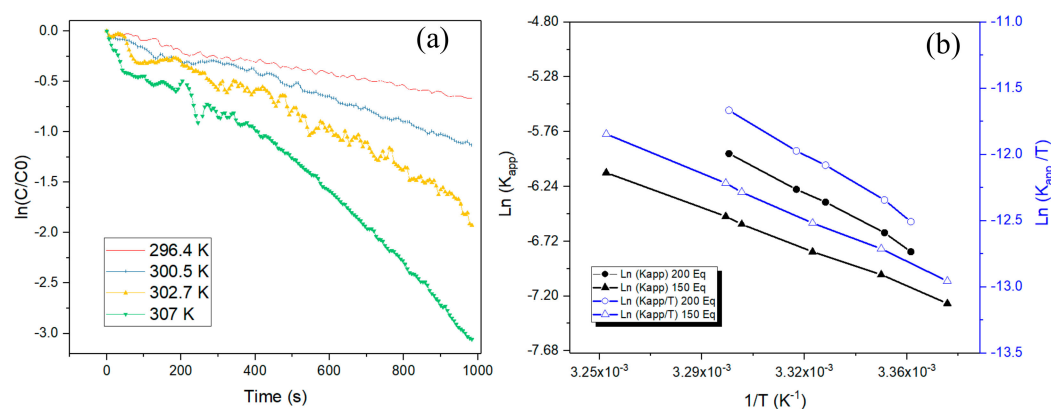 (a)
0.0
-0.5
-1.0
-1.5
-2.0
-2.5
-3.0
ln(C/C0)
296.4 K
300.5 K
302.7 K
307 K
0
200
400
600
800
1000
Time (s)
(b)
-4.80
-5.28
-5.76
-6.24
-6.72
-7.20
-7.68
Ln (Kapp)
Ln (Kapp) 200 Eq
Ln (Kapp) 150 Eq
Ln (Kapp/T) 200 Eq
Ln (Kapp/T) 150 Eq
3.25x10⁻³
3.29x10⁻³
3.32x10⁻³
3.36x10⁻³
1/T (K⁻¹)
-11.0
-11.5
-12.0
-12.5
-13.0
-13.5
Ln (Kapp/T)